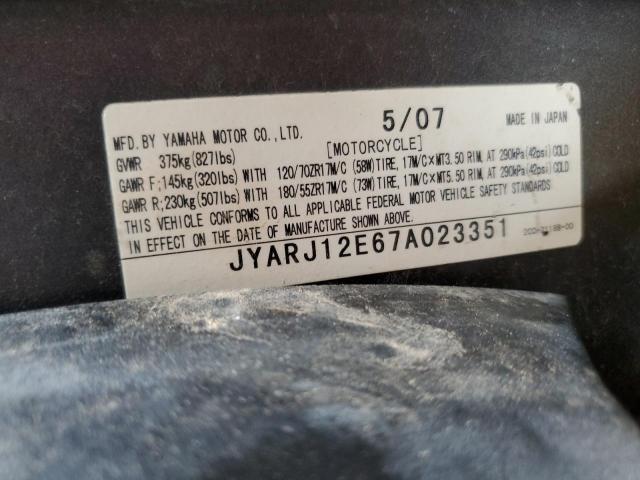 MFD. BY YAMAHA MOTOR CO., LTD. 5/07 MADE IN JAPAN
GVWR 375kg(827lbs) [MOTORCYCLE]
GAWR F;145kg(320lbs) WITH 120/70ZR17M/C (58W)TIRE, 17M/C×MT3.50 RIM, AT 290kPa(42psi) COLD
GAWR R;230kg(507lbs) WITH 180/55ZR17M/C (73W)TIRE, 17M/C×MT5.50 RIM, AT 290kPa(42psi) COLD
THIS VEHICLE CONFORMS TO ALL APPLICABLE FEDERAL MOTOR VEHICLE SAFETY STANDARDS
IN EFFECT ON THE DATE OF MANUFACTURE SHOWN ABOVE.
JYARJ12E67A023351